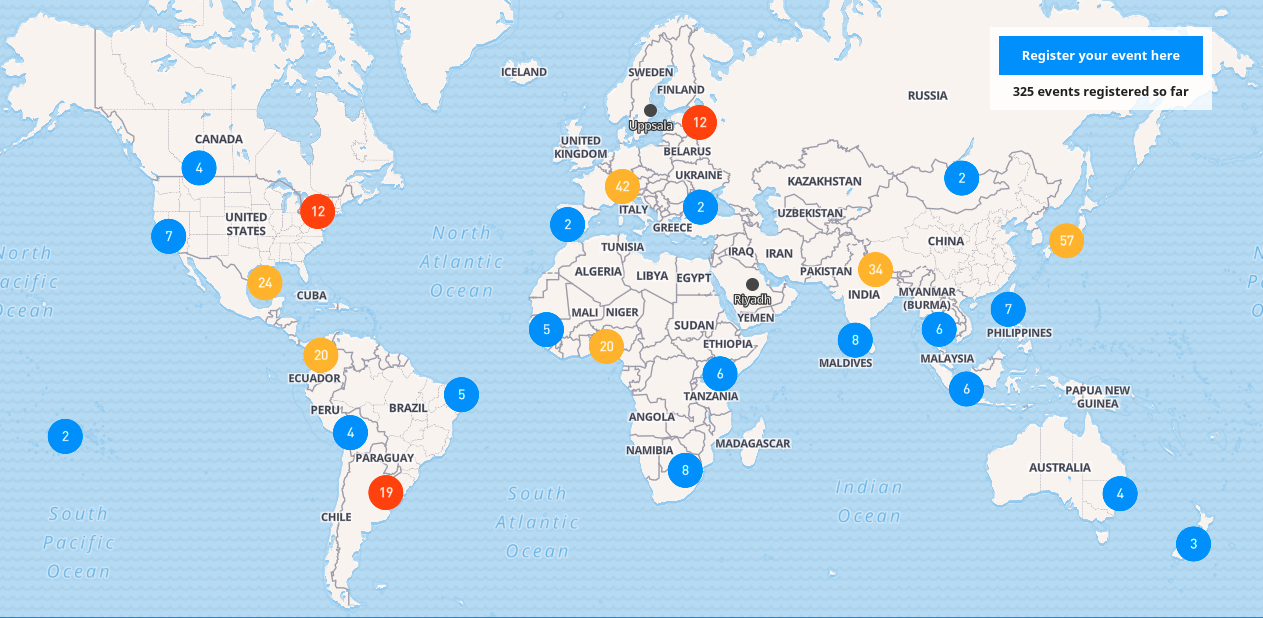 Register your event here
325 events registered so far
ICELAND
SWEDEN
FINLAND
RUSSIA
Uppsala
12
CANADA
UNITED
KINGDOM
BELARUS
4
UKRAINE
2
KAZAKHSTAN
42
12
ITALY
2
UZBEKISTAN
UNITED
STATES
2
GREECE
7
North
Atlantic
Ocean
TUNISIA
CHINA
57
North
acific
cean
IRAQ
IRAN
ALGERIA
LIBYA
EGYPT
PAKISTAN
34
24
CUBA
Riyadh
INDIA
MYANMAR
(BURMA)
7
MALI
NIGER
YEMEN
5
SUDAN
6
PHILIPPINES
20
ETHIOPIA
8
20
MALDIVES
MALAYSIA
ECUADOR
6
6
5
TANZANIA
PAPUA NEW
GUINEA
PERU
BRAZIL
ANGOLA
2
4
NAMIBIA
MADAGASCAR
PARAGUAY
8
AUSTRALIA
19
South
Atlantic
Ocean
Indian
Ocean
4
South
Pacific
Ocean
CHILE
3